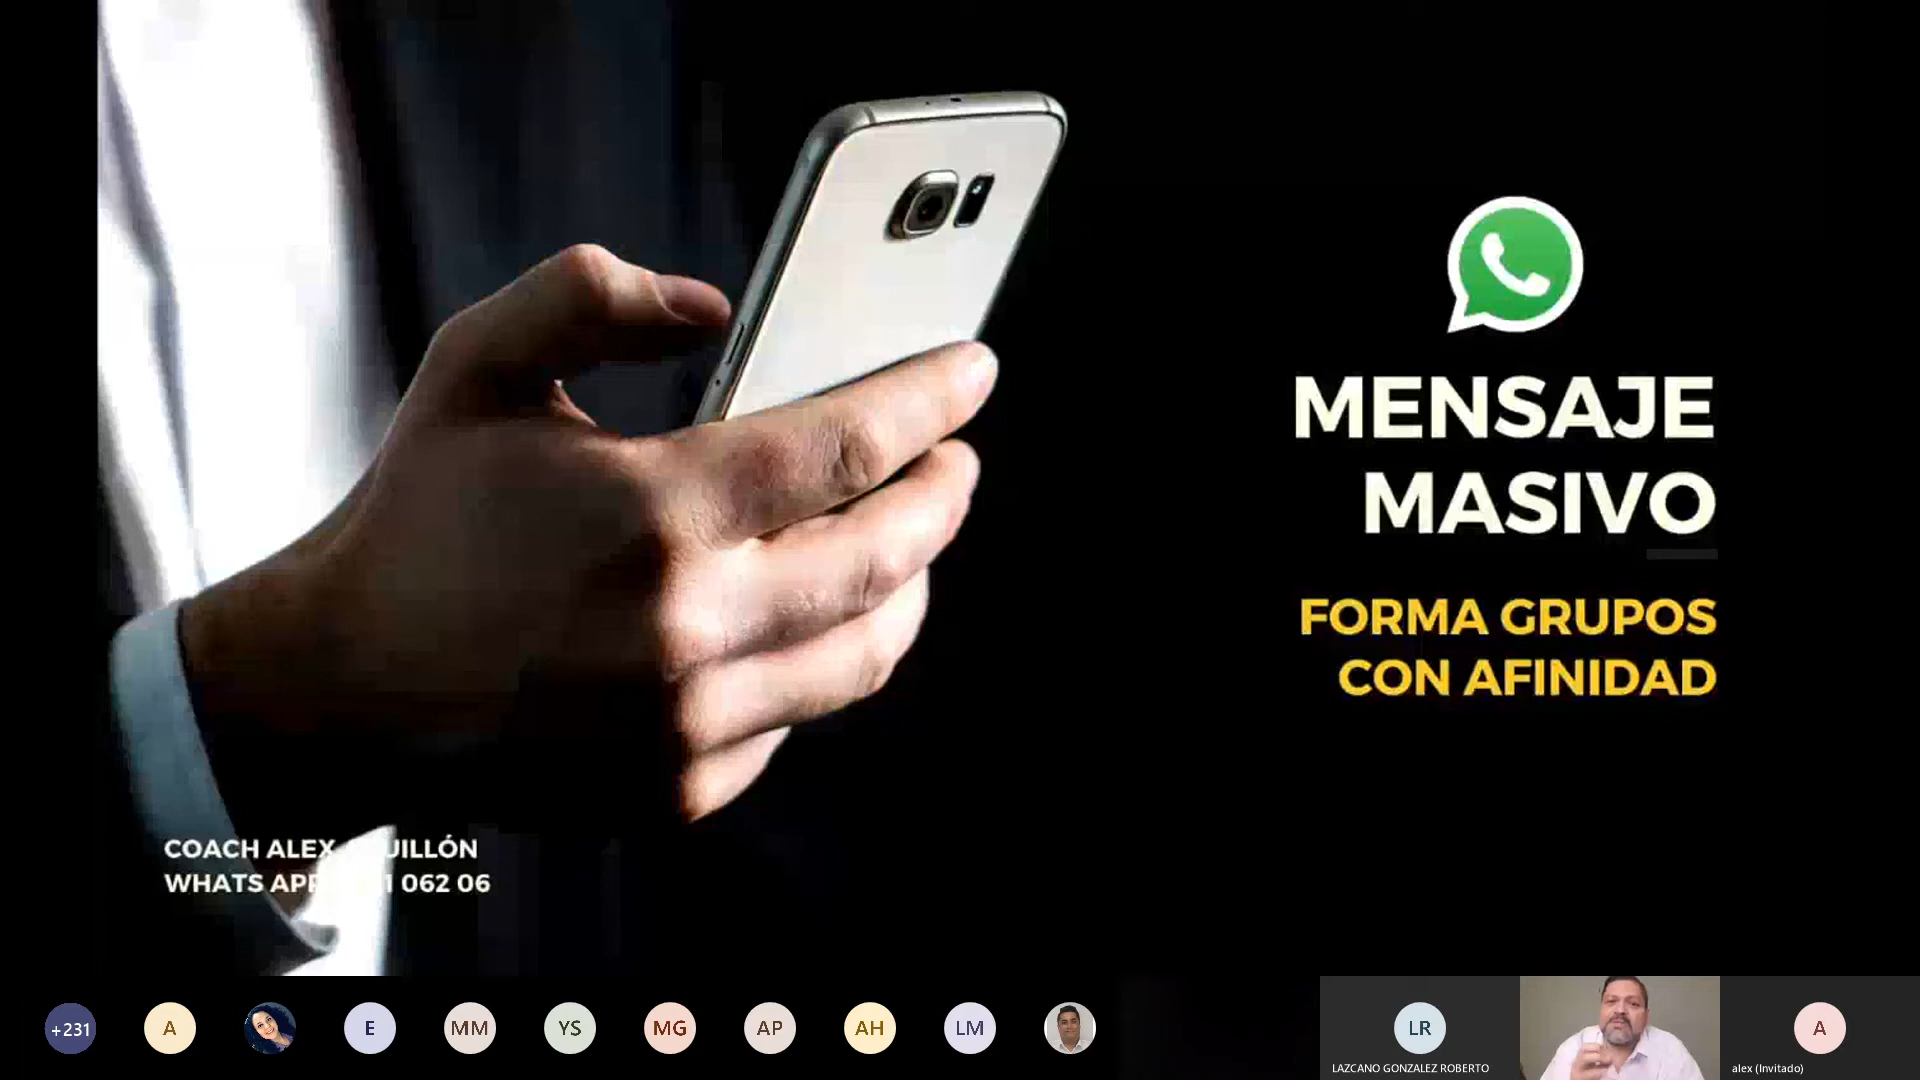 MENSAJE
MASIVO
FORMA GRUPOS
CON AFINIDAD
COACH ALEX
WHATS APP 062 06
+231
A
E
MM
YS
MG
AP
AH
LM
LR
A
LAZCANO GONZALEZ ROBERTO
alex (Invitado)